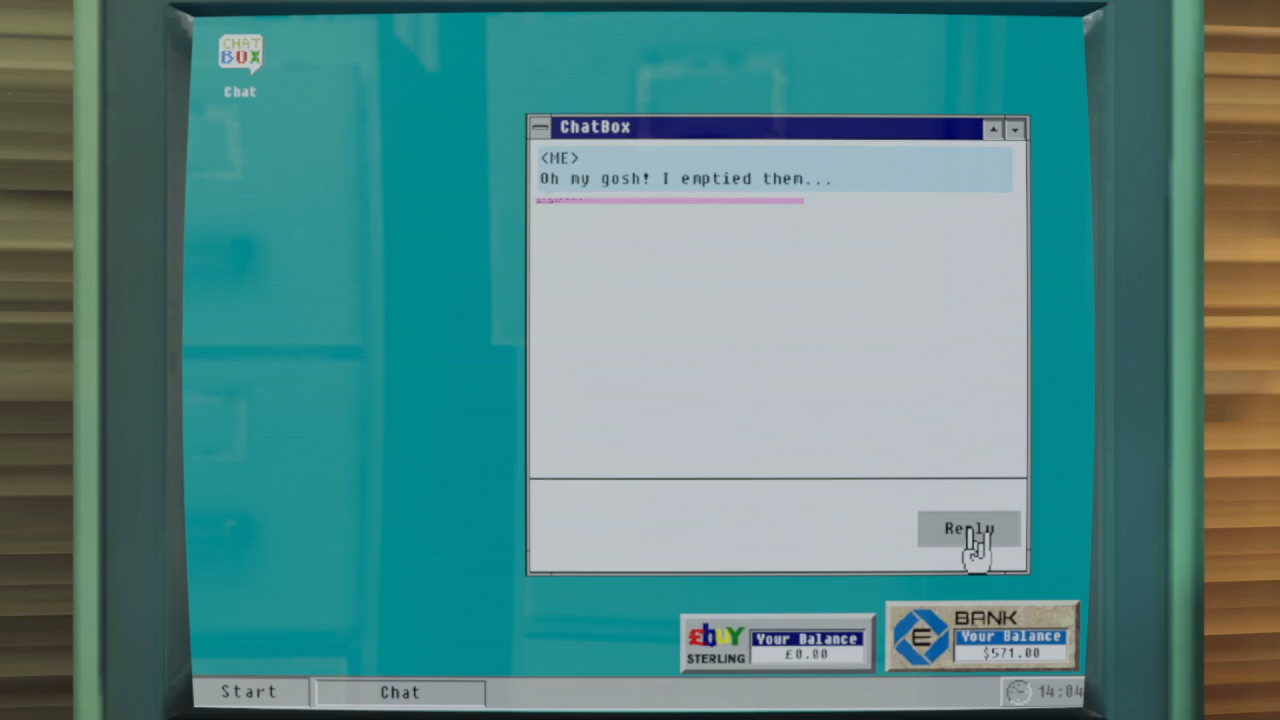 CHAT
BOX
Chat
ChatBox
<ME>
Oh my gosh! I emptied them...
Reply
£buy
STERLING
Your Balance
£0.00
E
BANK
Your Balance
$571.00
Start
Chat
14:04